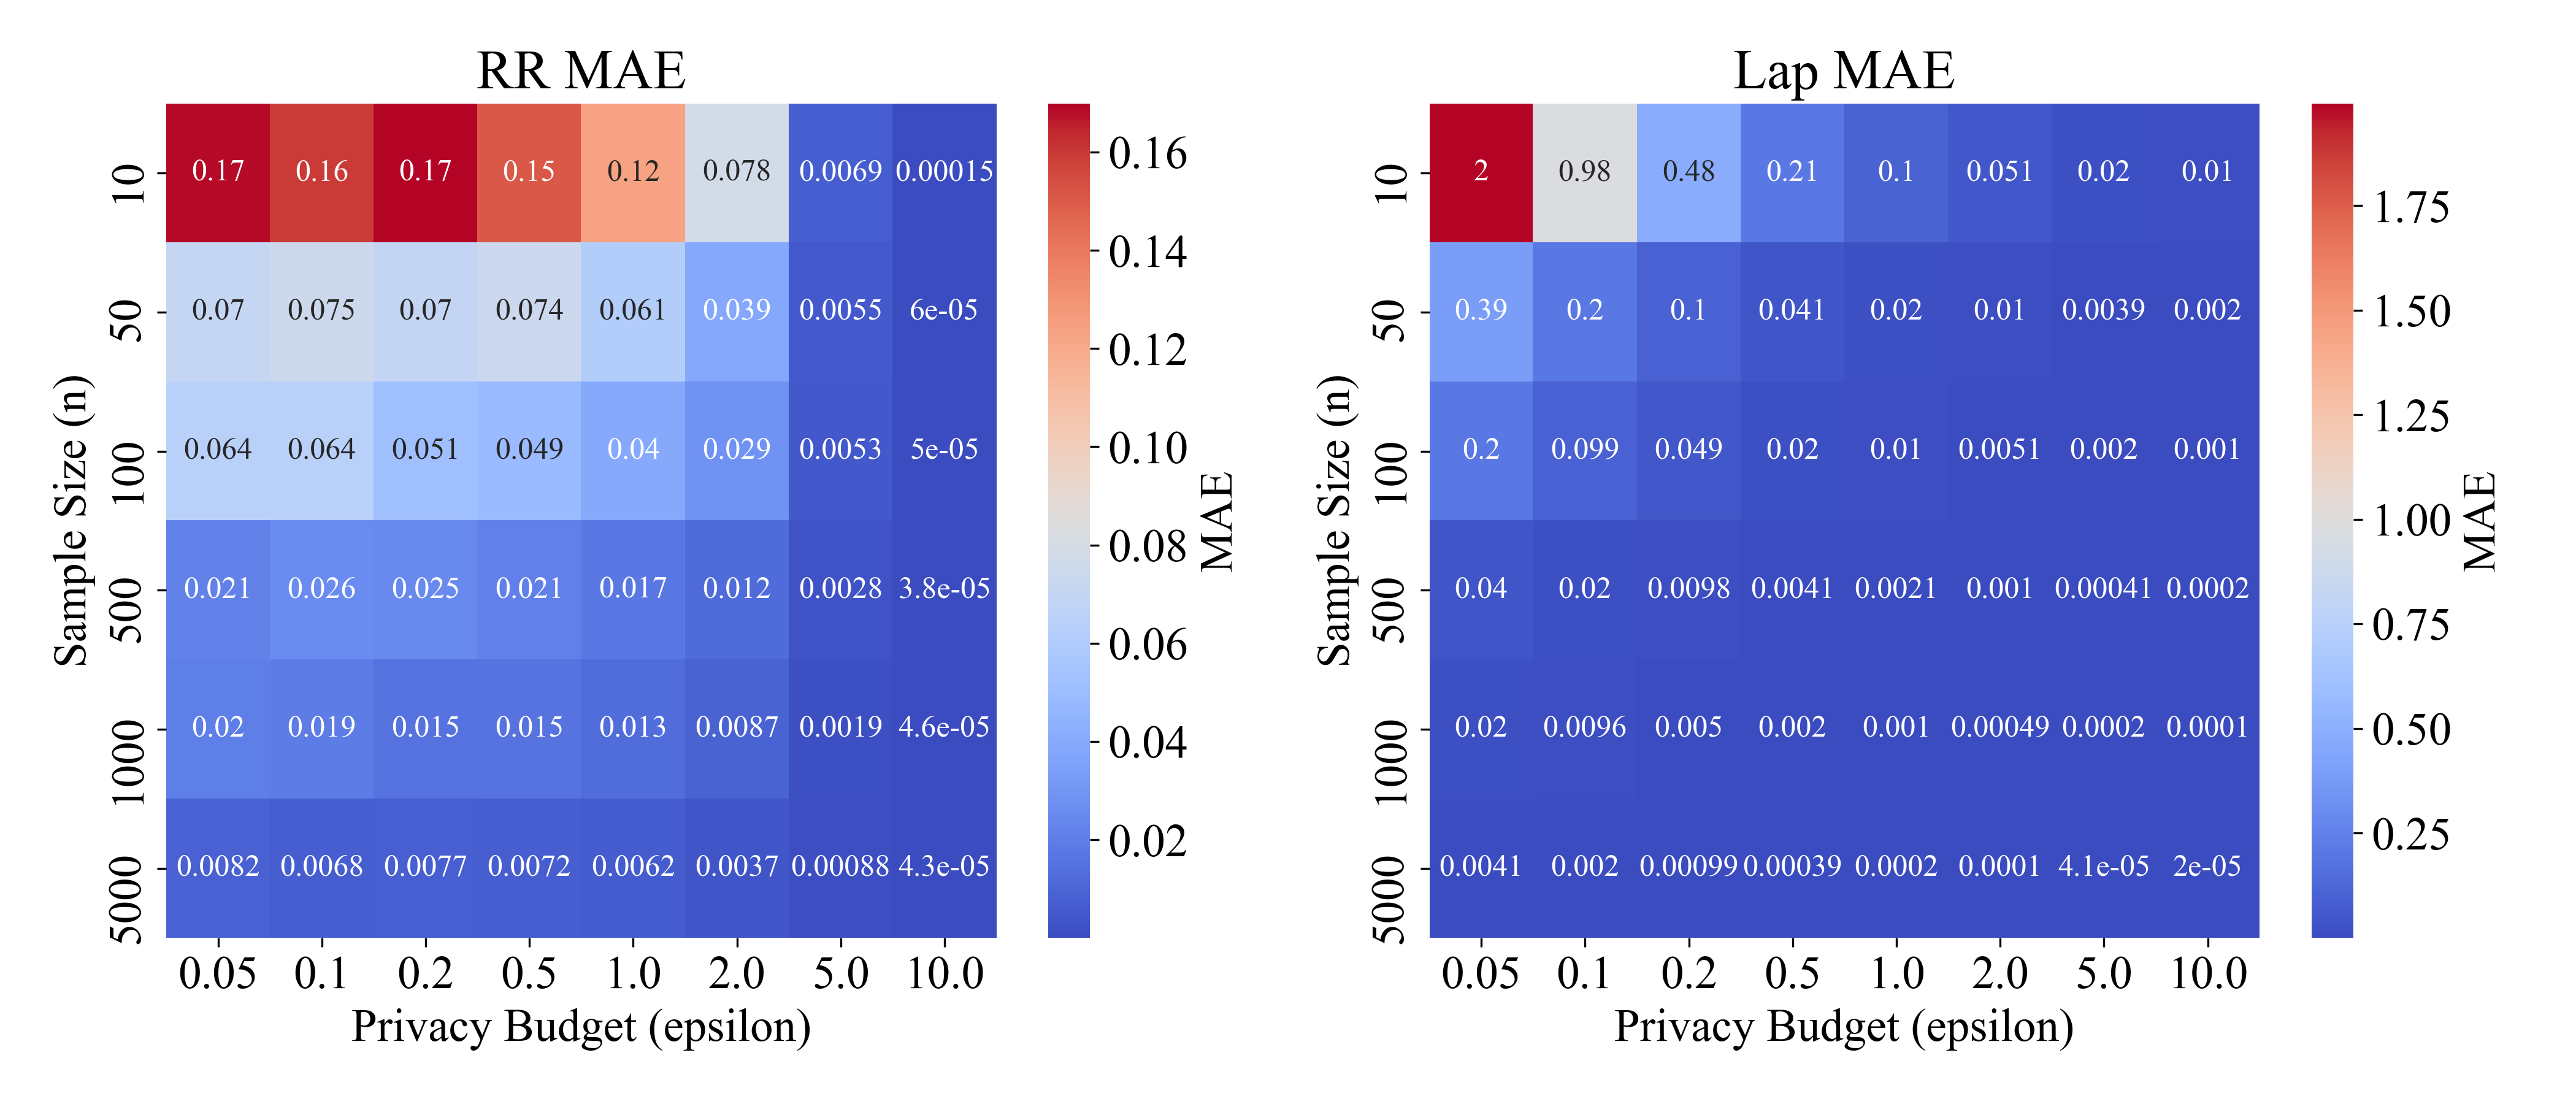 RR MAE
10 0.17 0.16 0.17 0.15 0.12 0.078 0.0069 0.00015
50 0.07 0.075 0.07 0.074 0.061 0.039 0.0055 6e-05
100 0.064 0.064 0.051 0.049 0.04 0.029 0.0053 5e-05
500 0.021 0.026 0.025 0.021 0.017 0.012 0.0028 3.8e-05
1000 0.02 0.019 0.015 0.015 0.013 0.0087 0.0019 4.6e-05
5000 0.0082 0.0068 0.0077 0.0072 0.0062 0.0037 0.00088 4.3e-05
0.05 0.1 0.2 0.5 1.0 2.0 5.0 10.0
Privacy Budget (epsilon)
Sample Size (n)
0.16
0.14
0.12
0.10
0.08
0.06
0.04
0.02
MAE
Lap MAE
10 2 0.98 0.48 0.21 0.1 0.051 0.02 0.01
50 0.39 0.2 0.1 0.041 0.02 0.01 0.0039 0.002
100 0.2 0.099 0.049 0.02 0.01 0.0051 0.002 0.001
500 0.04 0.02 0.0098 0.0041 0.0021 0.001 0.00041 0.0002
1000 0.02 0.0096 0.005 0.002 0.001 0.00049 0.0002 0.0001
5000 0.0041 0.002 0.00099 0.00039 0.0002 0.0001 4.1e-05 2e-05
0.05 0.1 0.2 0.5 1.0 2.0 5.0 10.0
Privacy Budget (epsilon)
Sample Size (n)
1.75
1.50
1.25
1.00
0.75
0.50
0.25
MAE